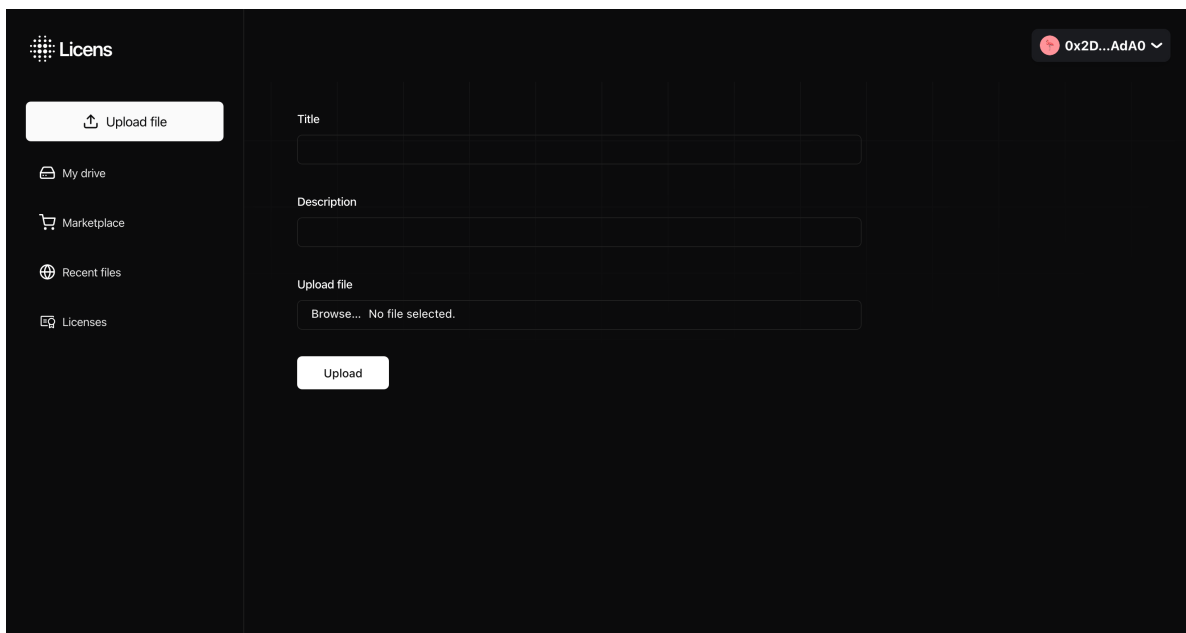 Licens
0x2D...AdA0
Upload file
My drive
Marketplace
Recent files
Licenses
Title
Description
Upload file
Browse... No file selected.
Upload